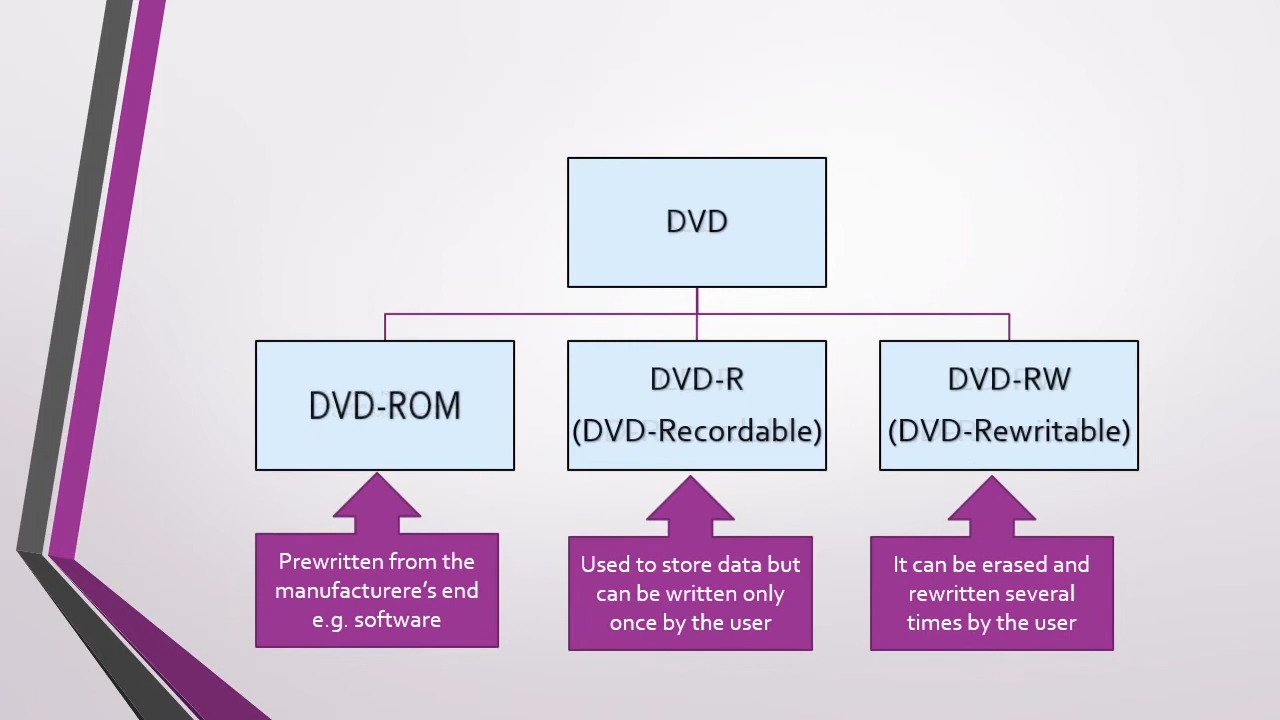 DVD
DVD-ROM
DVD-R
(DVD-Recordable)
DVD-RW
(DVD-Rewritable)
Prewritten from the
manufacturere’s end
e.g. software
Used to store data but
can be written only
once by the user
It can be erased and
rewritten several
times by the user